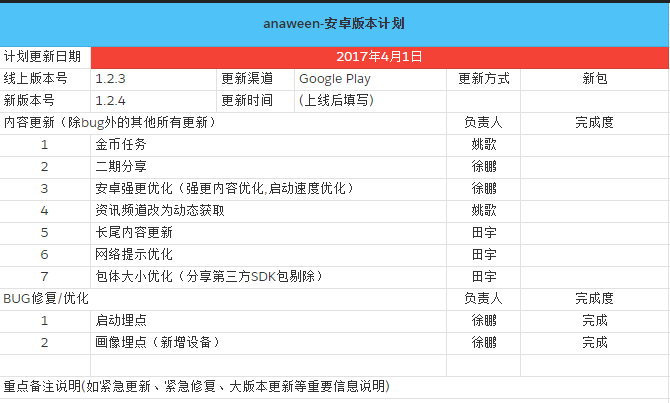 anaween-安卓版本计划
计划更新日期 2017年4月1日
线上版本号 1.2.3 更新渠道 Google Play 更新方式 新包
新版本号 1.2.4 更新时间 (上线后填写)
内容更新（除bug外的其他所有更新） 负责人 完成度
1 金币任务 姚歌
2 二期分享 徐鹏
3 安卓强更优化（强更内容优化,启动速度优化） 徐鹏
4 资讯频道改为动态获取 姚歌
5 长尾内容更新 田宇
6 网络提示优化 田宇
7 包体大小优化（分享第三方SDK包剔除） 田宇
BUG修复/优化 负责人 完成度
1 启动埋点 徐鹏 完成
2 画像埋点（新增设备） 徐鹏 完成
重点备注说明(如紧急更新、紧急修复、大版本更新等重要信息说明)